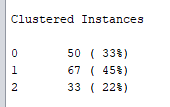 Clustered Instances
0 50 ( 33%)
1 67 ( 45%)
2 33 ( 22%)